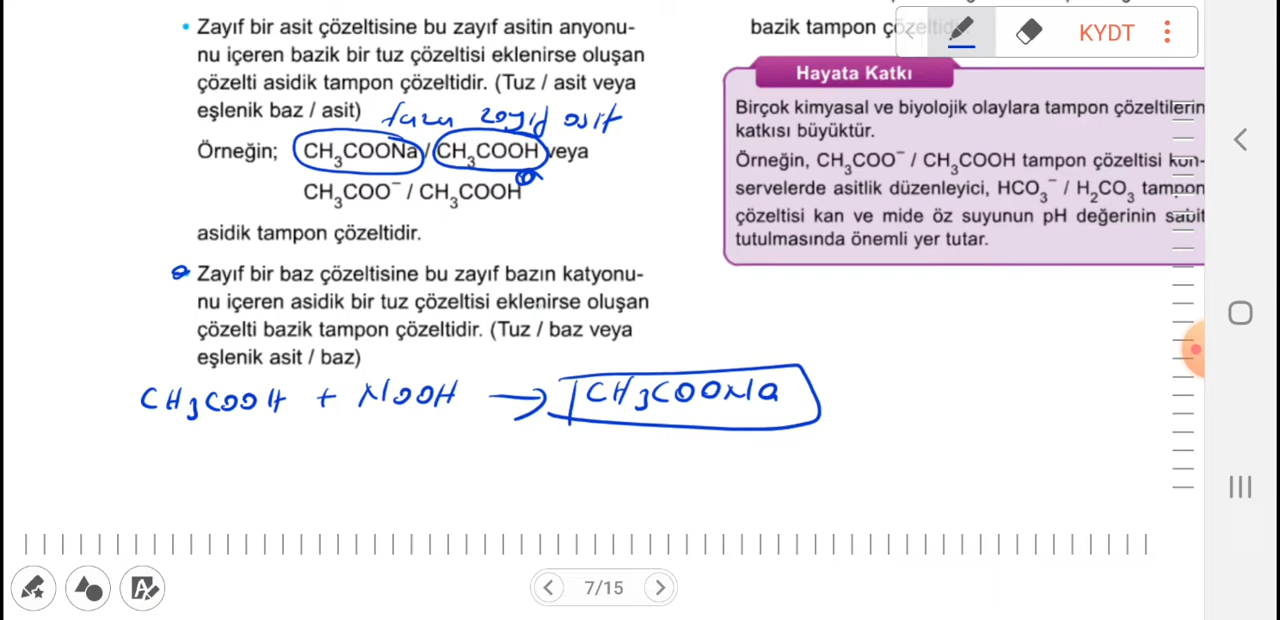 • Zayıf bir asit çözeltisine bu zayıf asitin anyonu-
nu içeren bazik bir tuz çözeltisi eklenirse oluşan
çözelti asidik tampon çözeltidir. (Tuz / asit veya
eşlenik baz / asit)
zayıf asit
Örneğin; CH₃COONa / CH₃COOH veya
CH₃COO⁻ / CH₃COOH
asidik tampon çözeltidir.
Zayıf bir baz çözeltisine bu zayıf bazın katyonu-
nu içeren asidik bir tuz çözeltisi eklenirse oluşan
çözelti bazik tampon çözeltidir. (Tuz / baz veya
eşlenik asit / baz)
CH₃COOH + NaOH → CH₃COONa
bazik tampon
KYDT
Hayata Katkı
Birçok kimyasal ve biyolojik olaylara tampon çözeltilerin
katkısı büyüktür.
Örneğin, CH₃COO⁻ / CH₃COOH tampon çözeltisi kon-
servelerde asitlik düzenleyici, HCO₃⁻ / H₂CO₃ tampon
çözeltisi kan ve mide öz suyunun pH değerinin sabit
tutulmasında önemli yer tutar.
7/15